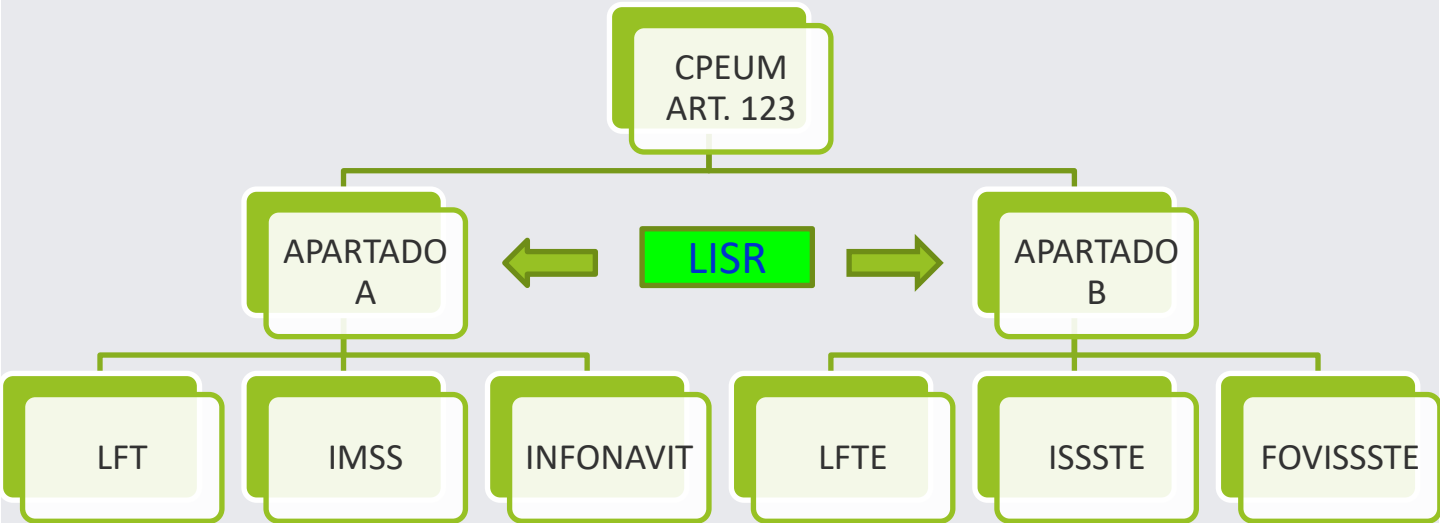 CPEUM
ART. 123
APARTADO
A
LISR
APARTADO
B
LFT
IMSS
INFONAVIT
LFTE
ISSSTE
FOVISSSTE